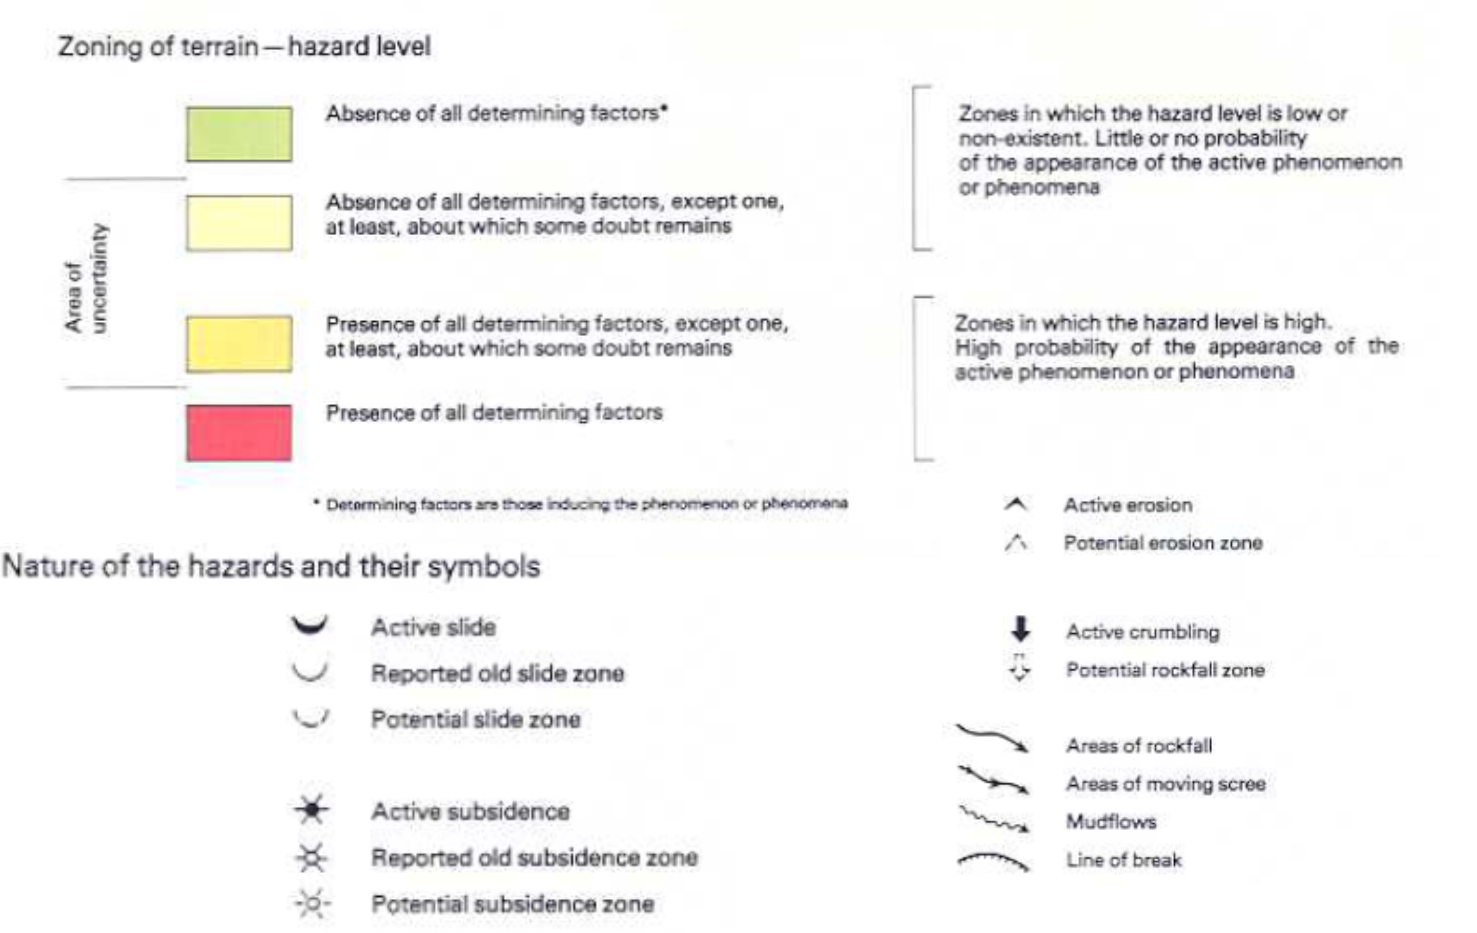 Zoning of terrain — hazard level
Absence of all determining factors*
Zones in which the hazard level is low or
non-existent. Little or no probability
of the appearance of the active phenomenon
or phenomena
Area of
uncertainty
Absence of all determining factors, except one,
at least, about which some doubt remains
Presence of all determining factors, except one,
at least, about which some doubt remains
Zones in which the hazard level is high.
High probability of the appearance of the
active phenomenon or phenomena
Presence of all determining factors
* Determining factors are those inducing the phenomenon or phenomena
Active erosion
Potential erosion zone
Nature of the hazards and their symbols
Active slide
Reported old slide zone
Potential slide zone
Active subsidence
Reported old subsidence zone
Potential subsidence zone
Active crumbling
Potential rockfall zone
Areas of rockfall
Areas of moving scree
Mudflows
Line of break